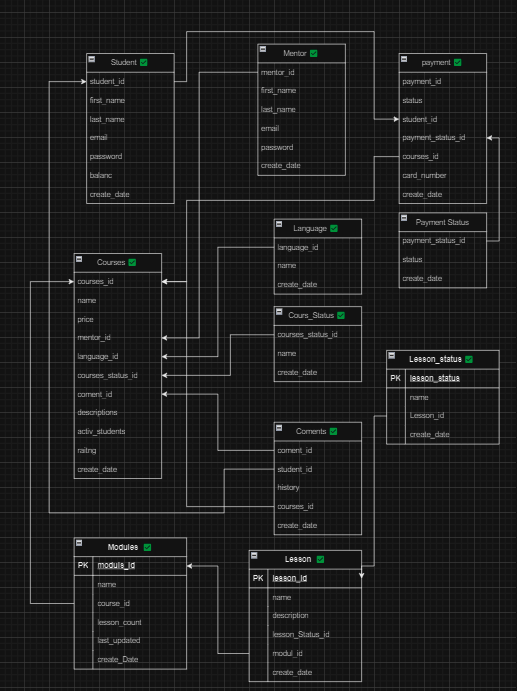 Student
student_id
first_name
last_name
email
password
balanc
create_date
Mentor
mentor_id
first_name
last_name
email
password
create_date
payment
payment_id
status
student_id
payment_status_id
courses_id
card_number
create_date
Payment Status
payment_status_id
status
create_date
Language
language_id
name
create_date
Courses
courses_id
name
price
mentor_id
language_id
courses_status_id
coment_id
descriptions
activ_students
raitng
create_date
Cours_Status
courses_status_id
name
create_date
Lesson_status
PK lesson_status
name
Lesson_id
create_date
Coments
coment_id
student_id
history
courses_id
create_date
Modules
PK moduls_id
name
course_id
lesson_count
last_updated
create_Date
Lesson
PK lesson_id
name
description
lesson_Status_id
modul_id
create_date